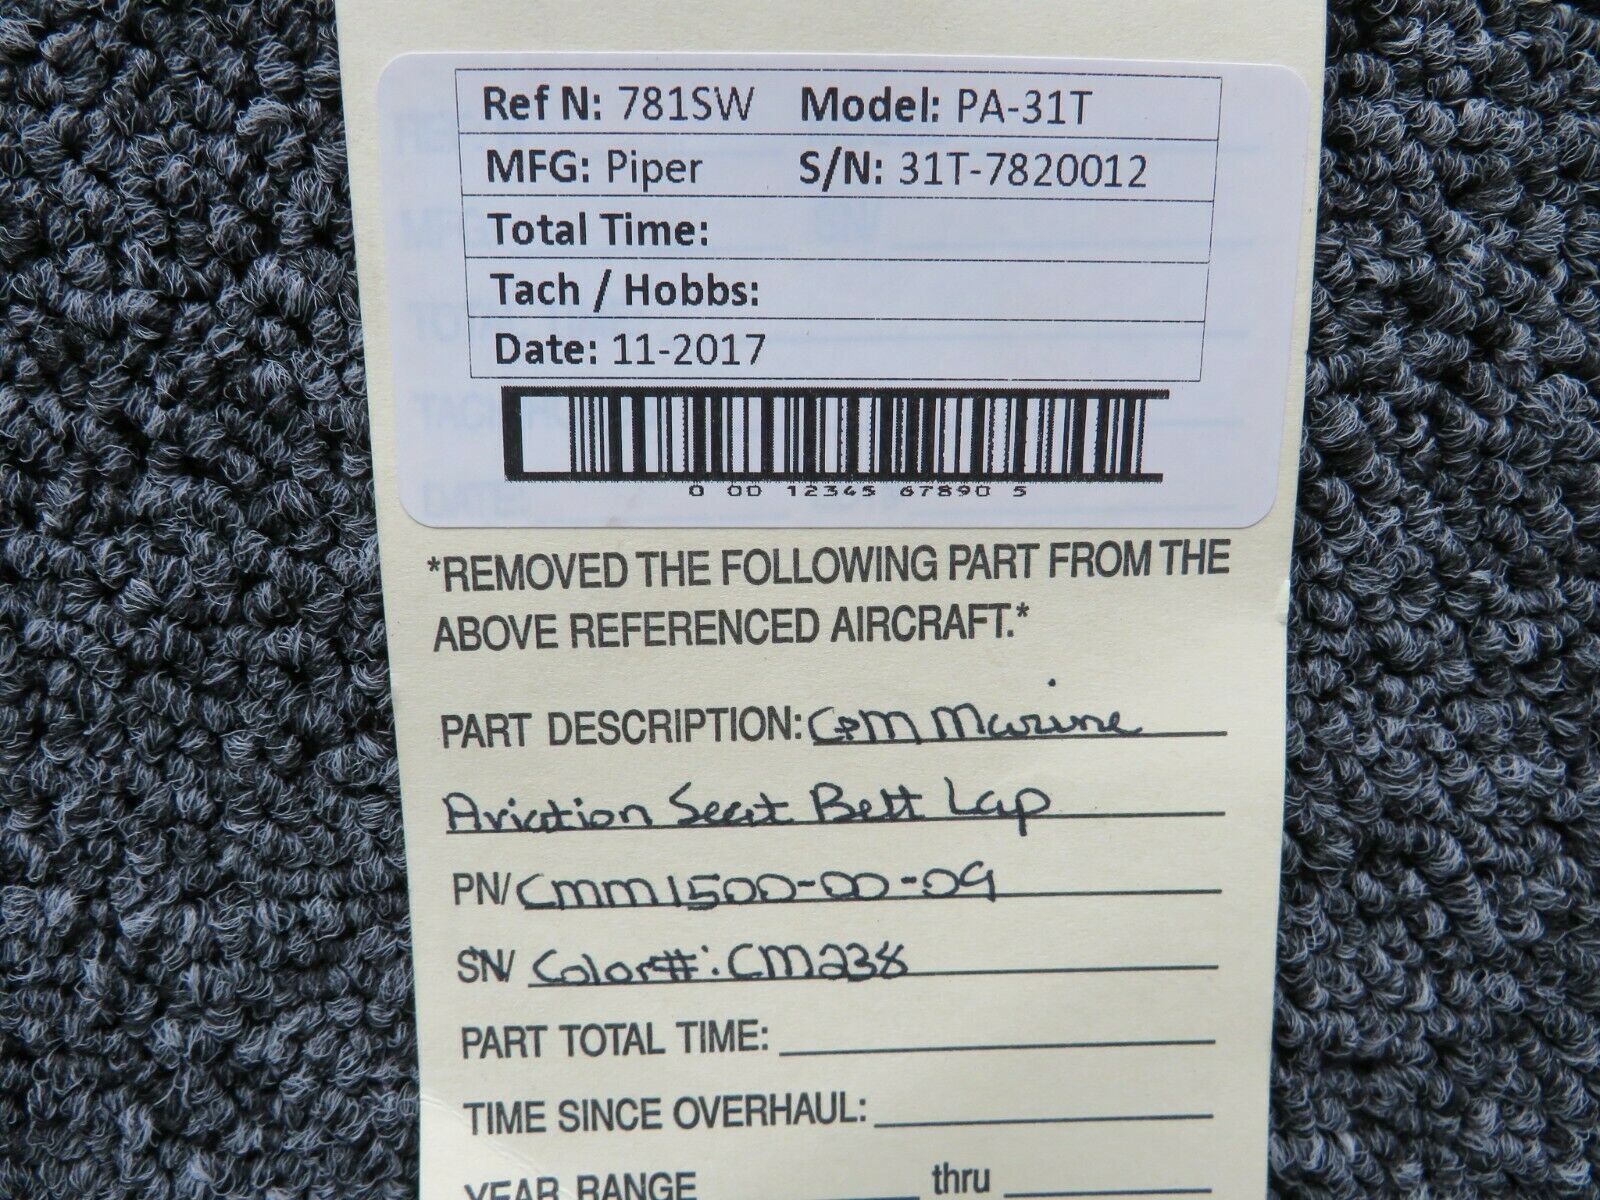 Ref N: 781SW Model: PA-31T
MFG: Piper S/N: 31T-7820012
Total Time:
Tach / Hobbs:
Date: 11-2017
0 00 12345 67890 5
*REMOVED THE FOLLOWING PART FROM THE
ABOVE REFERENCED AIRCRAFT.*
PART DESCRIPTION: C&M Marine
Aviation Seat Belt Lap
PN/ CMM1500-00-09
SN/ Color#: CM238
PART TOTAL TIME:
TIME SINCE OVERHAUL:
YEAR RANGE thru